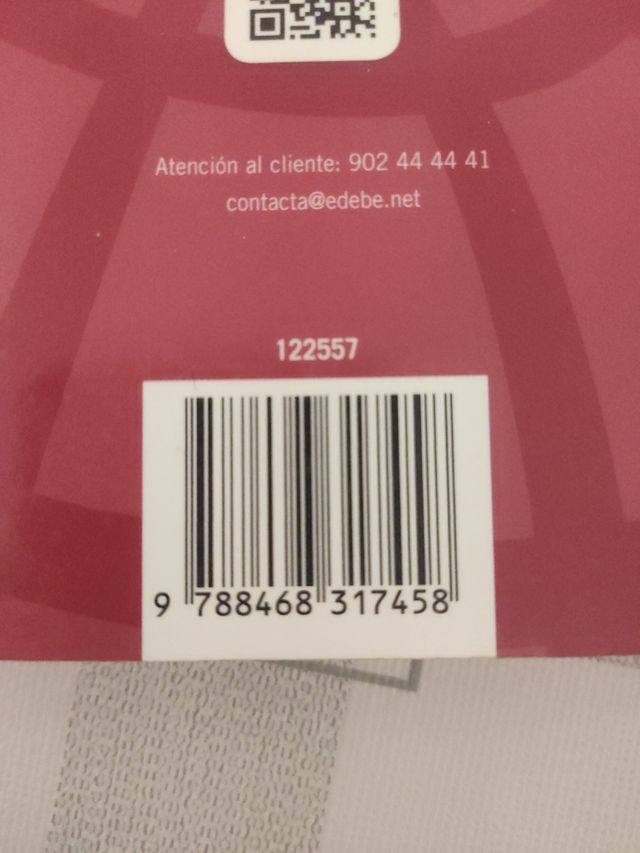 Atención al cliente: 902 44 44 41
contacta@edebe.net
122557
9 788468 317458